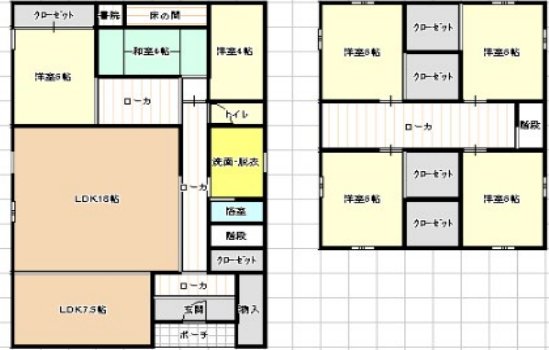 クローゼット
書院
床の間
和室4帖
洋室4帖
洋室6帖
ローカ
トイレ
洗面・脱衣
ローカ
LDK16帖
浴室
階段
クローゼット
ローカ
LDK7.5帖
玄関
物入
ポーチ
洋室6帖
クローゼット
洋室6帖
クローゼット
ローカ
階段
洋室6帖
クローゼット
洋室6帖
クローゼット